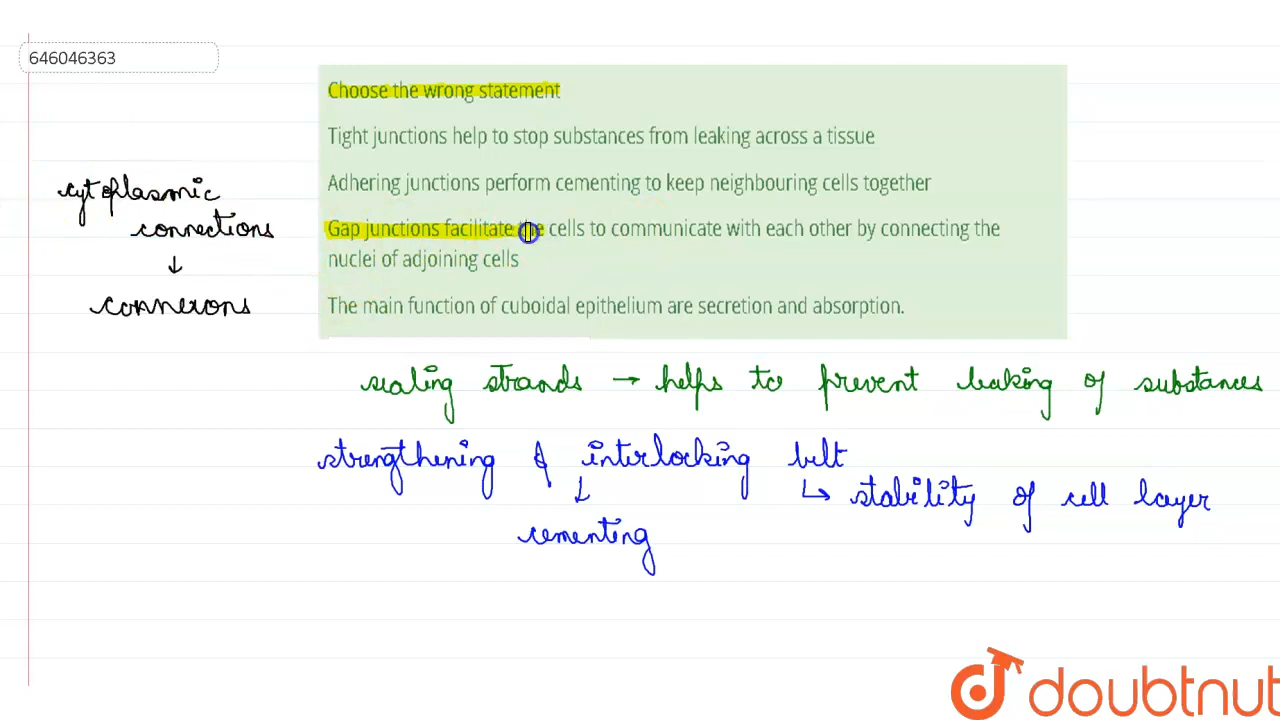 646046363
Choose the wrong statement
Tight junctions help to stop substances from leaking across a tissue
Adhering junctions perform cementing to keep neighbouring cells together
Gap junctions facilitate the cells to communicate with each other by connecting the
nuclei of adjoining cells
The main function of cuboidal epithelium are secretion and absorption.
cytoplasmic
connections
↓
connexons
sealing strands → helps to prevent leaking of substances
strengthening & interlocking belt
↓
↳ stability of cell layer
cementing
doubtnut